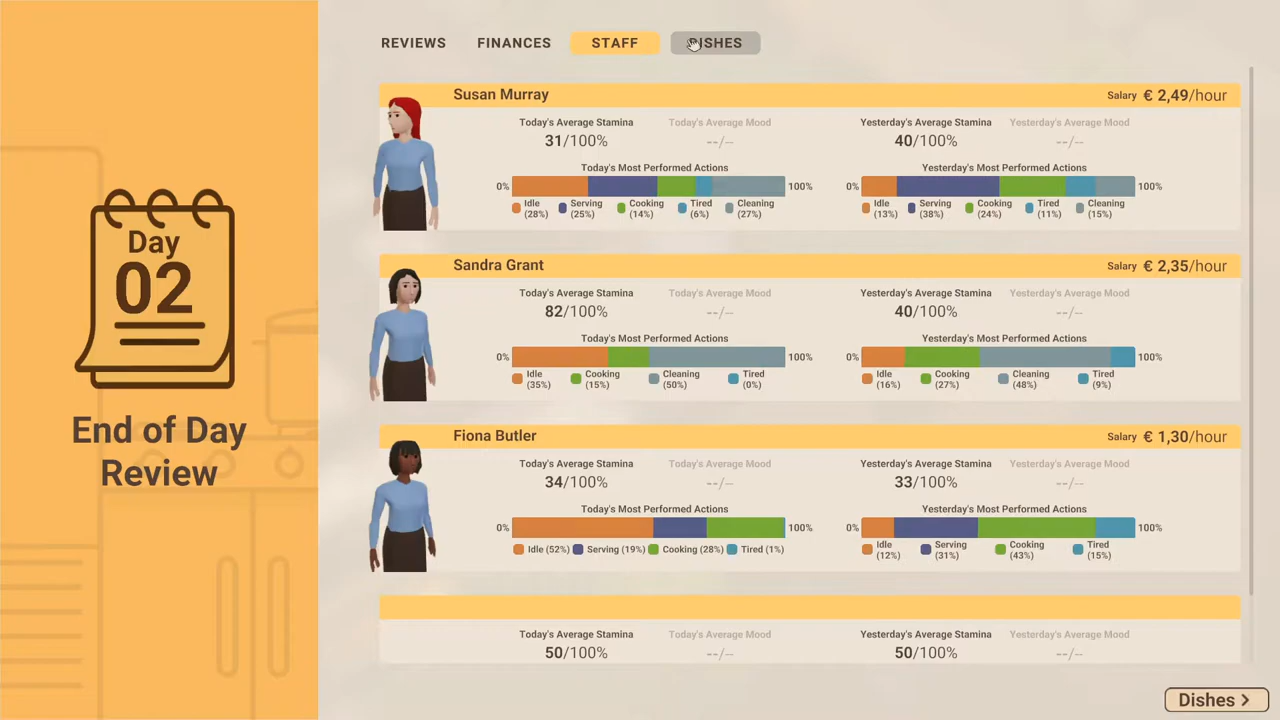 REVIEWS FINANCES STAFF DISHES
Day
02
End of Day
Review
Susan Murray Salary € 2,49/hour
Today's Average Stamina Today's Average Mood Yesterday's Average Stamina Yesterday's Average Mood
31/100% --/-- 40/100% --/--
Today's Most Performed Actions Yesterday's Most Performed Actions
0% 100% 0% 100%
Idle Serving Cooking Tired Cleaning Idle Serving Cooking Tired Cleaning
(28%) (25%) (14%) (6%) (27%) (13%) (38%) (24%) (11%) (15%)
Sandra Grant Salary € 2,35/hour
Today's Average Stamina Today's Average Mood Yesterday's Average Stamina Yesterday's Average Mood
82/100% --/-- 40/100% --/--
Today's Most Performed Actions Yesterday's Most Performed Actions
0% 100% 0% 100%
Idle Cooking Cleaning Tired Idle Cooking Cleaning Tired
(35%) (15%) (50%) (0%) (16%) (27%) (48%) (9%)
Fiona Butler Salary € 1,30/hour
Today's Average Stamina Today's Average Mood Yesterday's Average Stamina Yesterday's Average Mood
34/100% --/-- 33/100% --/--
Today's Most Performed Actions Yesterday's Most Performed Actions
0% 100% 0% 100%
Idle (52%) Serving (19%) Cooking (28%) Tired (1%) Idle Serving Cooking Tired
(12%) (31%) (43%) (15%)
Today's Average Stamina Today's Average Mood Yesterday's Average Stamina Yesterday's Average Mood
50/100% --/-- 50/100% --/--
Dishes >